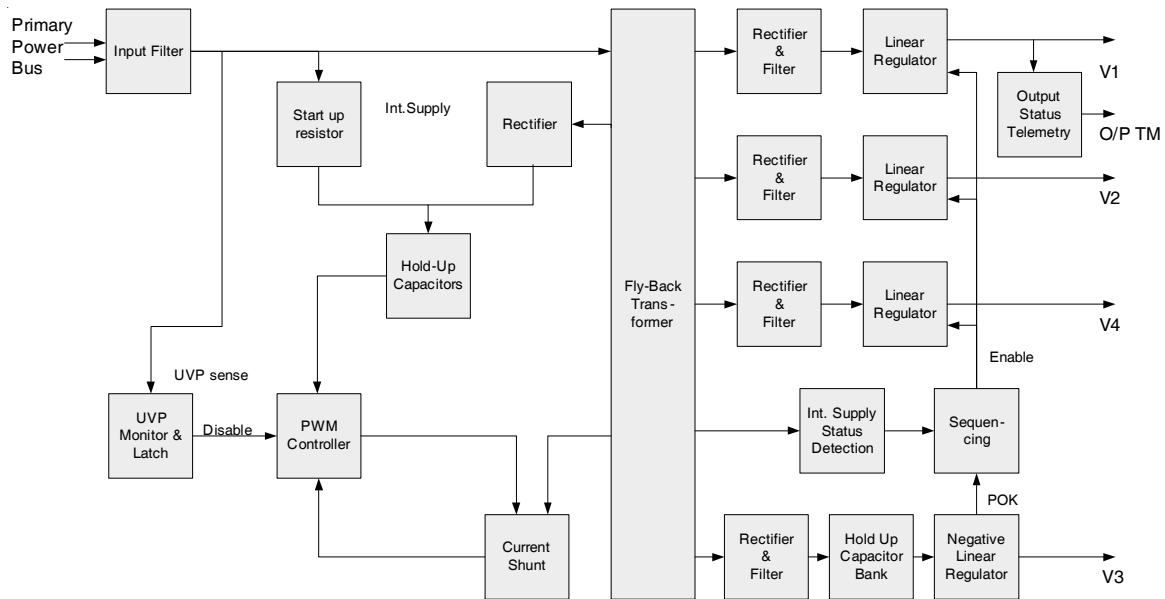 Primary
Power
Bus
Input Filter
Start up
resistor
Int.Supply
Rectifier
Hold-Up
Capacitors
UVP sense
UVP
Monitor &
Latch
Disable
PWM
Controller
Current
Shunt
Fly-Back
Trans-
former
Rectifier
&
Filter
Linear
Regulator
V1
Output
Status
Telemetry
O/P TM
Rectifier
&
Filter
Linear
Regulator
V2
Rectifier
&
Filter
Linear
Regulator
V4
Enable
Int. Supply
Status
Detection
Sequen-
cing
POK
Rectifier
&
Filter
Hold Up
Capacitor
Bank
Negative
Linear
Regulator
V3